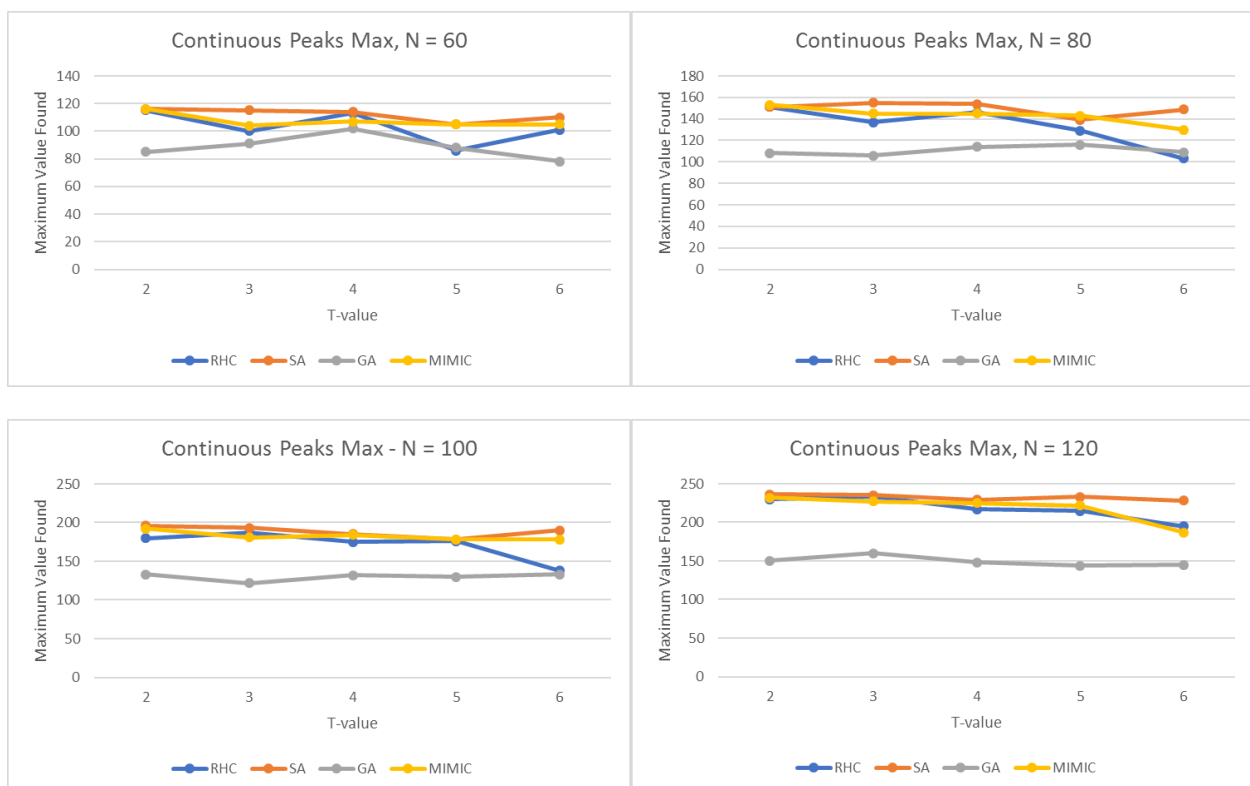 Continuous Peaks Max, N = 60
Maximum Value Found
140
120
100
80
60
40
20
0
2 3 4 5 6
T-value
RHC SA GA MIMIC
Continuous Peaks Max, N = 80
Maximum Value Found
180
160
140
120
100
80
60
40
20
0
2 3 4 5 6
T-value
RHC SA GA MIMIC
Continuous Peaks Max - N = 100
Maximum Value Found
250
200
150
100
50
0
2 3 4 5 6
T-value
RHC SA GA MIMIC
Continuous Peaks Max, N = 120
Maximum Value Found
250
200
150
100
50
0
2 3 4 5 6
T-value
RHC SA GA MIMIC